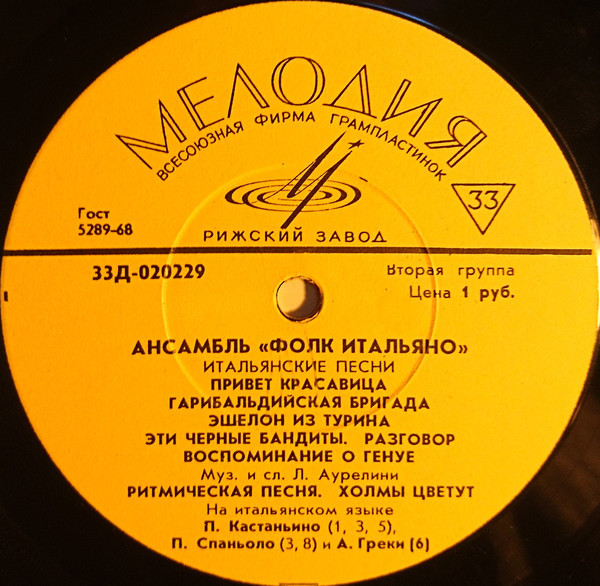 МЕЛОДИЯ
ВСЕСОЮЗНАЯ ФИРМА ГРАМПЛАСТИНОК
33
Гост
5289-68
РИЖСКИЙ ЗАВОД
33Д-020229
Вторая группа
Цена 1 руб.
АНСАМБЛЬ «ФОЛК ИТАЛЬЯНО»
ИТАЛЬЯНСКИЕ ПЕСНИ
ПРИВЕТ КРАСАВИЦА
ГАРИБАЛЬДИЙСКАЯ БРИГАДА
ЭШЕЛОН ИЗ ТУРИНА
ЭТИ ЧЕРНЫЕ БАНДИТЫ. РАЗГОВОР
ВОСПОМИНАНИЕ О ГЕНУЕ
Муз. и сл. Л. Аурелини
РИТМИЧЕСКАЯ ПЕСНЯ. ХОЛМЫ ЦВЕТУТ
На итальянском языке
П. Кастаньино (1, 3, 5),
П. Спаньоло (3, 8) и А. Греки (6)